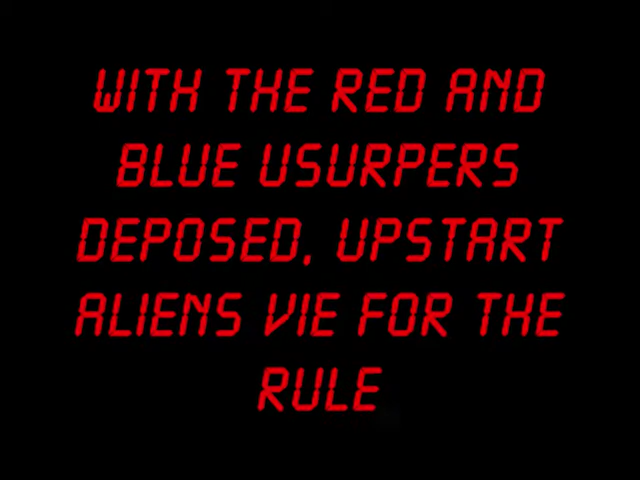 WITH THE RED AND
BLUE USURPERS
DEPOSED, UPSTART
ALIENS VIE FOR THE
RULE